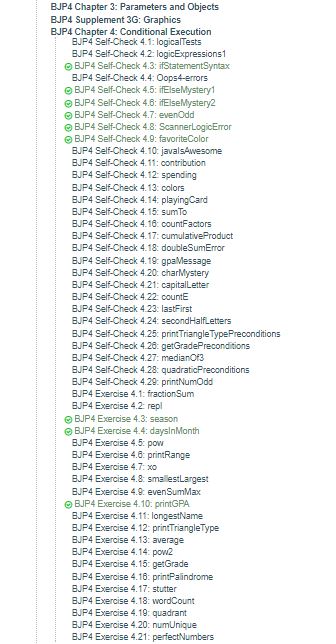 BJP4 Chapter 3: Parameters and Objects
BJP4 Supplement 3G: Graphics
BJP4 Chapter 4: Conditional Execution
BJP4 Self-Check 4.1: logicalTests
BJP4 Self-Check 4.2: logicExpressions1
BJP4 Self-Check 4.3: ifStatementSyntax
BJP4 Self-Check 4.4: Oops4-errors
BJP4 Self-Check 4.5: ifElseMystery1
BJP4 Self-Check 4.6: ifElseMystery2
BJP4 Self-Check 4.7: evenOdd
BJP4 Self-Check 4.8: ScannerLogicError
BJP4 Self-Check 4.9: favoriteColor
BJP4 Self-Check 4.10: javaIsAwesome
BJP4 Self-Check 4.11: contribution
BJP4 Self-Check 4.12: spending
BJP4 Self-Check 4.13: colors
BJP4 Self-Check 4.14: playingCard
BJP4 Self-Check 4.15: sumTo
BJP4 Self-Check 4.16: countFactors
BJP4 Self-Check 4.17: cumulativeProduct
BJP4 Self-Check 4.18: doubleSumError
BJP4 Self-Check 4.19: gpaMessage
BJP4 Self-Check 4.20: charMystery
BJP4 Self-Check 4.21: capitalLetter
BJP4 Self-Check 4.22: countE
BJP4 Self-Check 4.23: lastFirst
BJP4 Self-Check 4.24: secondHalfLetters
BJP4 Self-Check 4.25: printTriangleTypePreconditions
BJP4 Self-Check 4.26: getGradePreconditions
BJP4 Self-Check 4.27: medianOf3
BJP4 Self-Check 4.28: quadraticPreconditions
BJP4 Self-Check 4.29: printNumOdd
BJP4 Exercise 4.1: fractionSum
BJP4 Exercise 4.2: repl
BJP4 Exercise 4.3: season
BJP4 Exercise 4.4: daysInMonth
BJP4 Exercise 4.5: pow
BJP4 Exercise 4.6: printRange
BJP4 Exercise 4.7: xo
BJP4 Exercise 4.8: smallestLargest
BJP4 Exercise 4.9: evenSumMax
BJP4 Exercise 4.10: printGPA
BJP4 Exercise 4.11: longestName
BJP4 Exercise 4.12: printTriangleType
BJP4 Exercise 4.13: average
BJP4 Exercise 4.14: pow2
BJP4 Exercise 4.15: getGrade
BJP4 Exercise 4.16: printPalindrome
BJP4 Exercise 4.17: stutter
BJP4 Exercise 4.18: wordCount
BJP4 Exercise 4.19: quadrant
BJP4 Exercise 4.20: numUnique
BJP4 Exercise 4.21: perfectNumbers